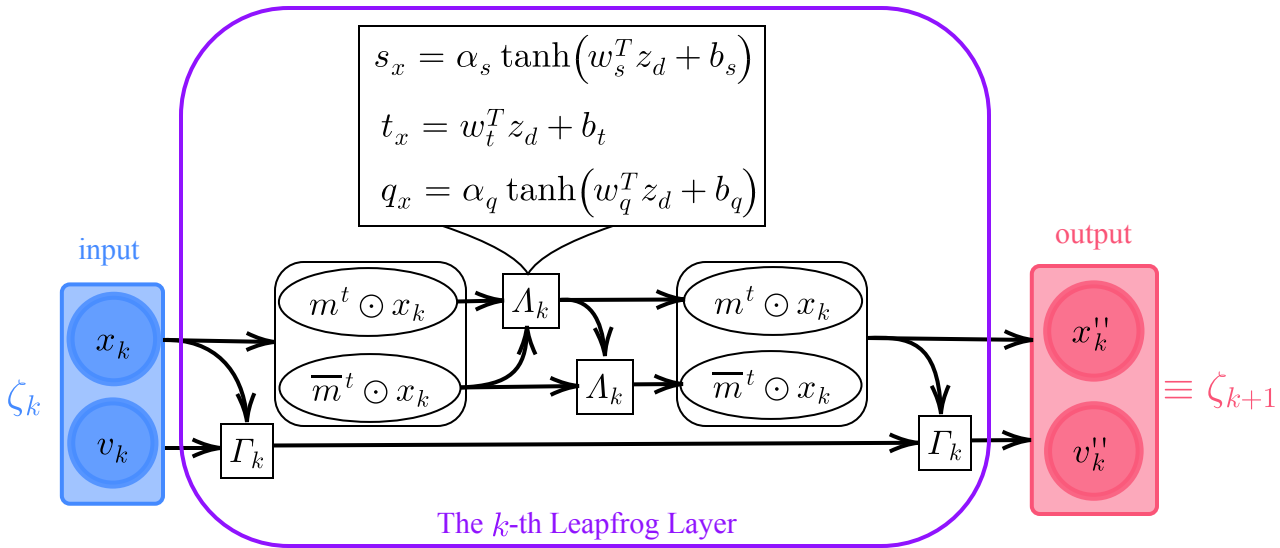 s_x = α_s tanh(w_s^T z_d + b_s)
t_x = w_t^T z_d + b_t
q_x = α_q tanh(w_q^T z_d + b_q)
input
output
ζ_k
x_k
v_k
m^t ⊙ x_k
m̅^t ⊙ x_k
Λ_k
Λ_k
m^t ⊙ x_k
m̅^t ⊙ x_k
Γ_k
Γ_k
x_k''
v_k''
≡ ζ_{k+1}
The k-th Leapfrog Layer